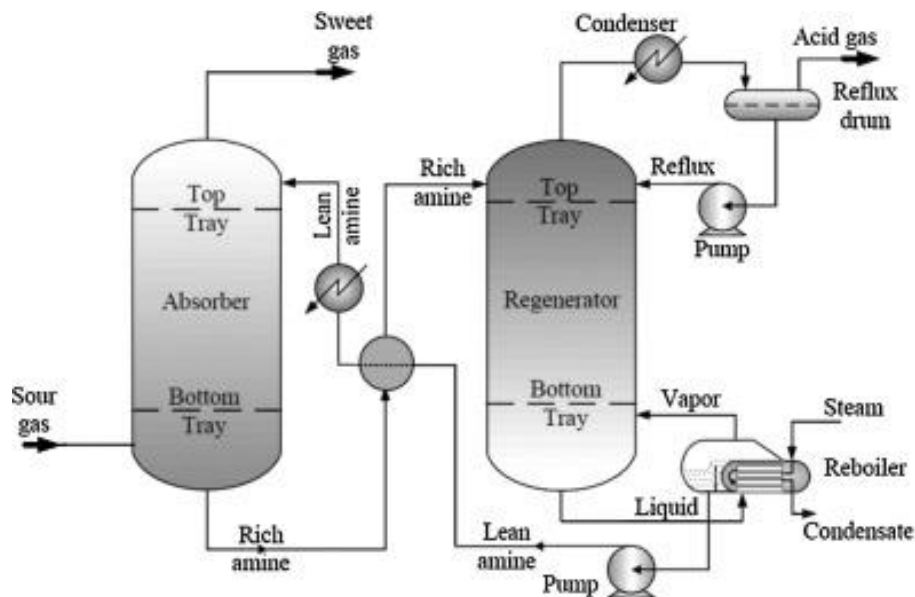 Sweet
gas
Condenser
Acid gas
Reflux
drum
Rich
amine
Reflux
Top
Tray
Lean
amine
Top
Tray
Pump
Absorber
Regenerator
Sour
gas
Bottom
Tray
Bottom
Tray
Vapor
Steam
Reboiler
Liquid
Condensate
Rich
amine
Lean
amine
Pump